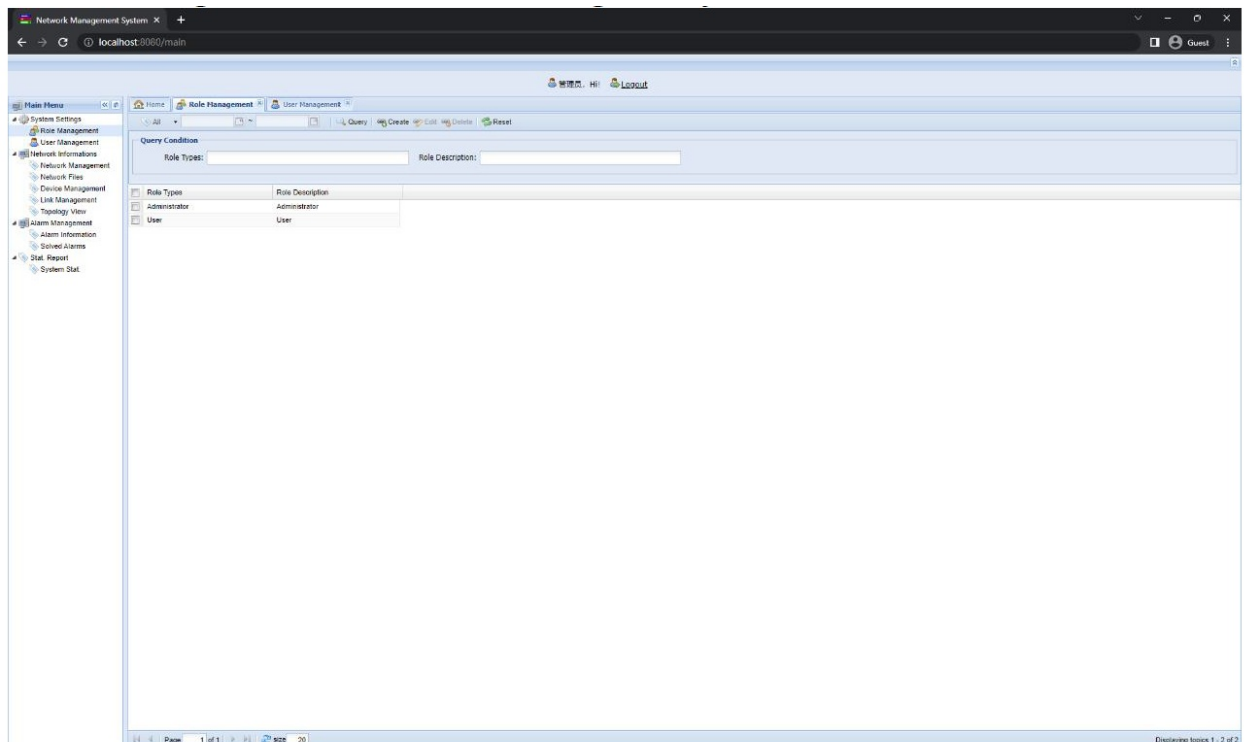 Network Management System
localhost:8080/main
Guest
管理员, Hi! Logout
Main Menu
Home Role Management User Management
All ~ Query Create Edit Delete Reset
System Settings
Role Management
User Management
Network Informations
Network Management
Network Files
Device Management
Link Management
Topology View
Alarm Management
Alarm Information
Solved Alarms
Stat. Report
System Stat.
Query Condition
Role Types: Role Description:
Role Types Role Description
Administrator Administrator
User User
Page 1 of 1 size 20 Displaying topics 1 - 2 of 2